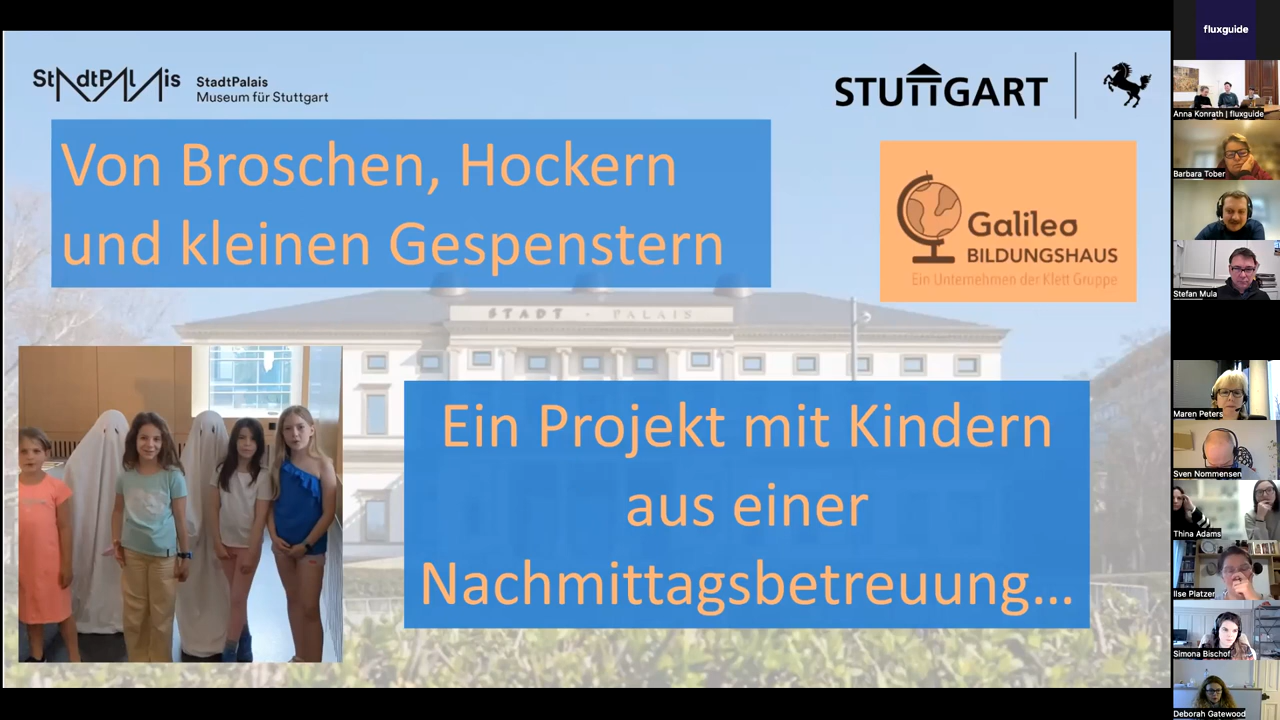 StadtPalais
StadtPalais
Museum für Stuttgart
STUTTGART
Von Broschen, Hockern
und kleinen Gespenstern
Galileo
BILDUNGSHAUS
Ein Unternehmen der Klett Gruppe
STADT · PALAIS
Ein Projekt mit Kindern
aus einer
Nachmittagsbetreuung...
fluxguide
Anna Konrath | fluxguide
Barbara Tober
Stefan Mula
Maren Peters
Sven Nommensen
Thina Adams
Ilse Platzer
Simona Bischof
Deborah Gatewood